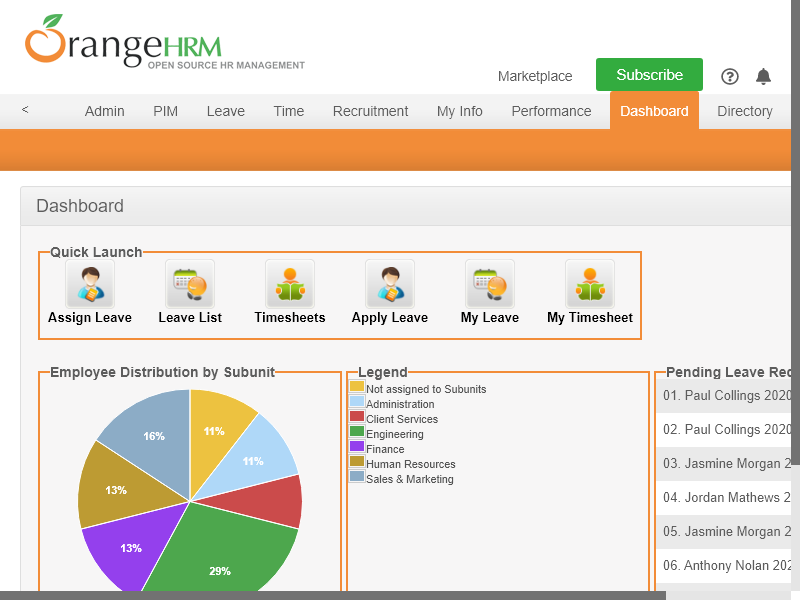 OrangeHRM
OPEN SOURCE HR MANAGEMENT
Marketplace
Subscribe
?
<
Admin
PIM
Leave
Time
Recruitment
My Info
Performance
Dashboard
Directory
Dashboard
Quick Launch
Assign Leave
Leave List
Timesheets
Apply Leave
My Leave
My Timesheet
Employee Distribution by Subunit
11%
11%
29%
13%
13%
16%
Legend
Not assigned to Subunits
Administration
Client Services
Engineering
Finance
Human Resources
Sales & Marketing
Pending Leave Req
01. Paul Collings 2020
02. Paul Collings 2020
03. Jasmine Morgan 2
04. Jordan Mathews 2
05. Jasmine Morgan 2
06. Anthony Nolan 202